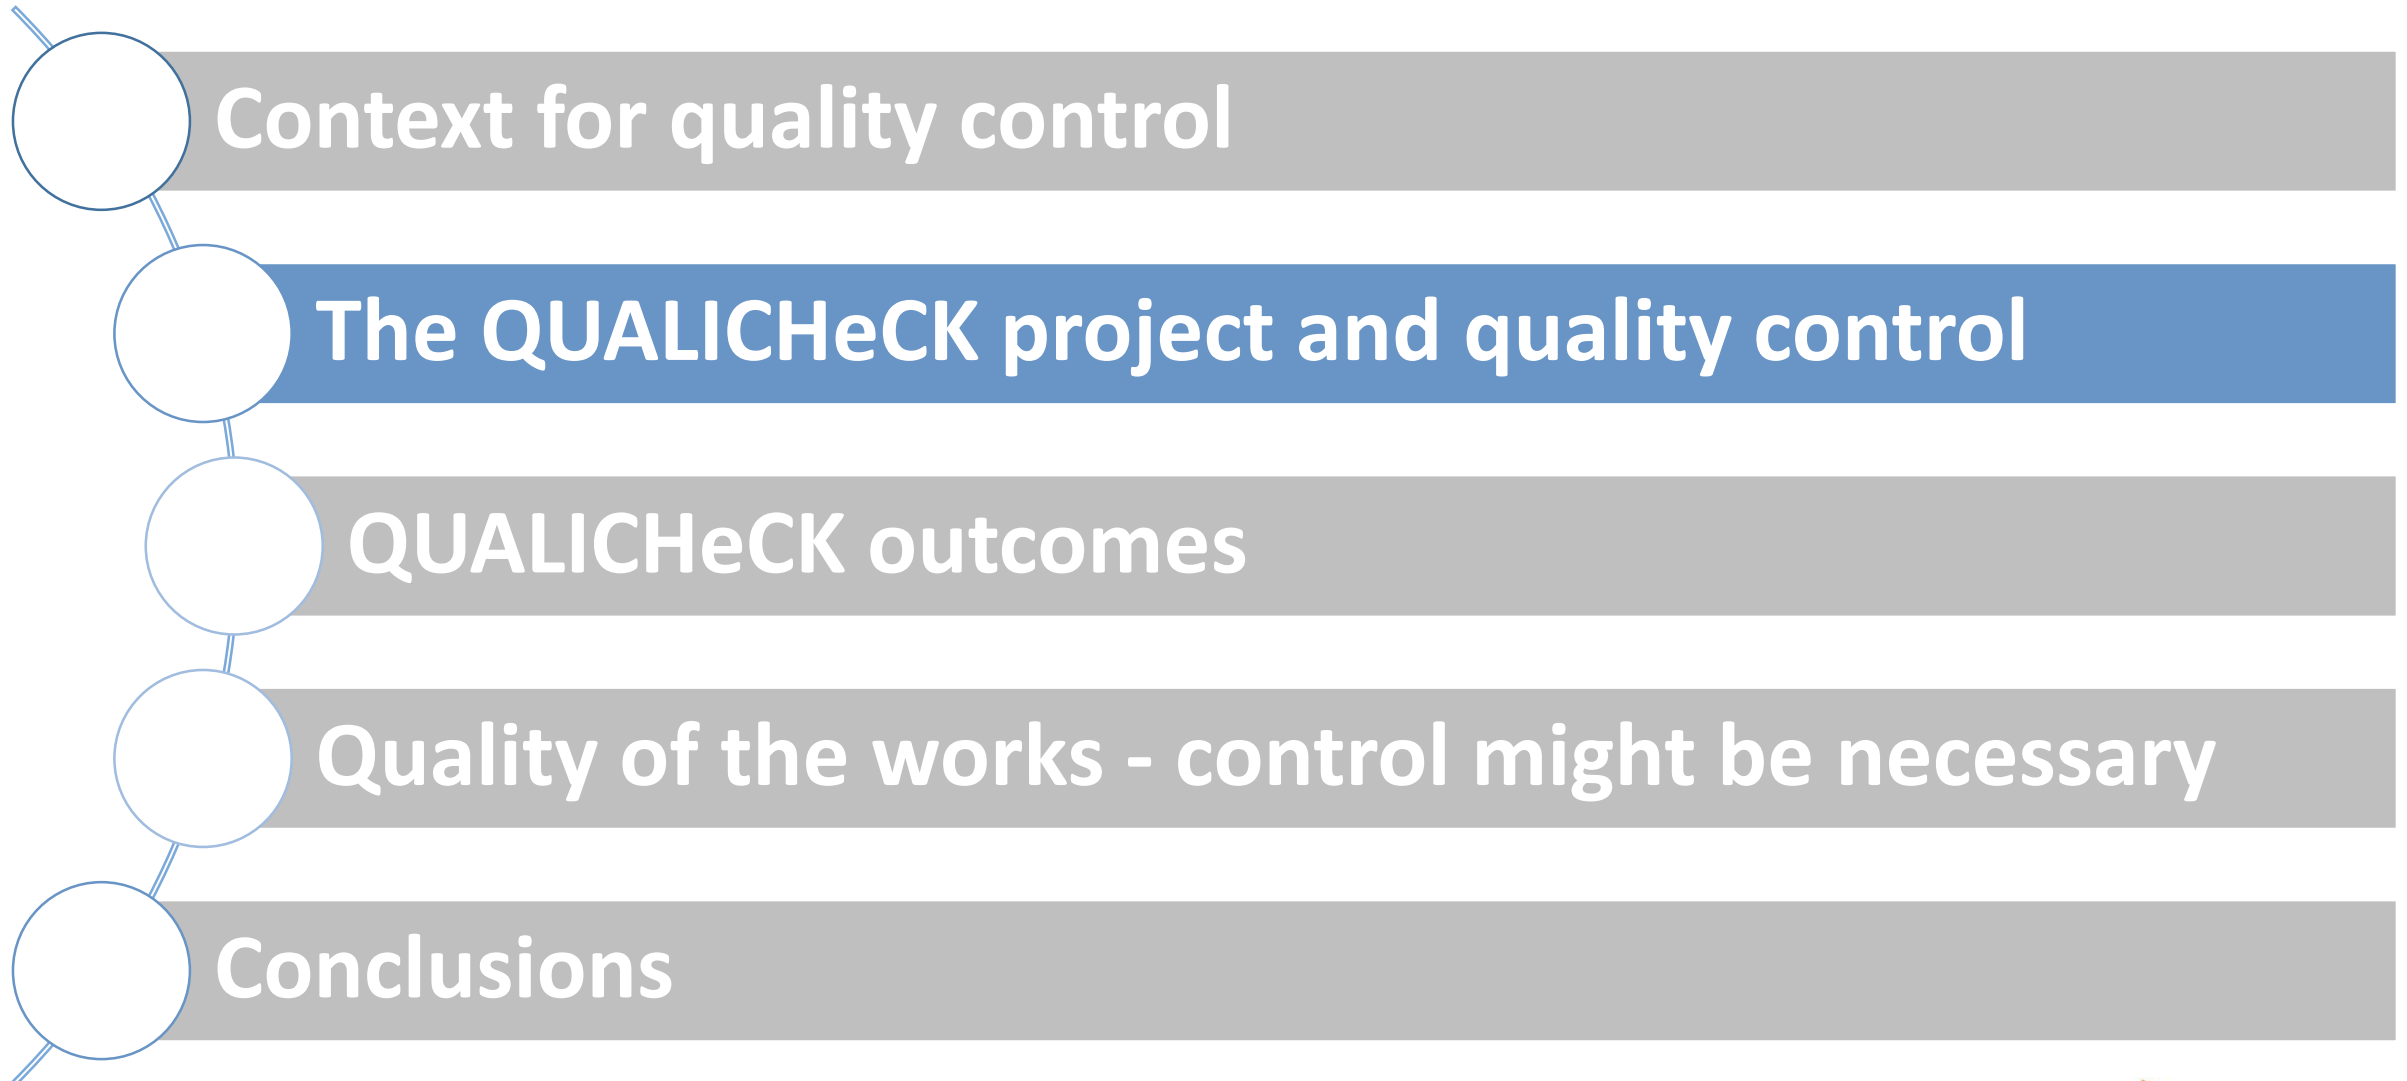 Context for quality control
The QUALICHeCK project and quality control
QUALICHeCK outcomes
Quality of the works - control might be necessary
Conclusions